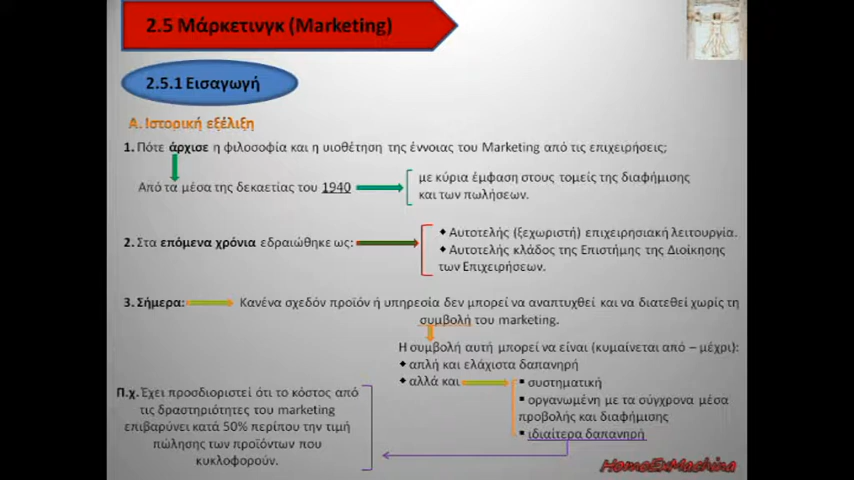 2.5 Μάρκετινγκ (Marketing)
2.5.1 Εισαγωγή
Α. Ιστορική εξέλιξη
1. Πότε άρχισε η φιλοσοφία και η υιοθέτηση της έννοιας του Marketing από τις επιχειρήσεις;
Από τα μέσα της δεκαετίας του 1940
με κύρια έμφαση στους τομείς της διαφήμισης
και των πωλήσεων.
2. Στα επόμενα χρόνια εδραιώθηκε ως:
Αυτοτελής (ξεχωριστή) επιχειρησιακή λειτουργία.
Αυτοτελής κλάδος της Επιστήμης της Διοίκησης
των Επιχειρήσεων.
3. Σήμερα:
Κανένα σχεδόν προϊόν ή υπηρεσία δεν μπορεί να αναπτυχθεί και να διατεθεί χωρίς τη
συμβολή του marketing.
Η συμβολή αυτή μπορεί να είναι (κυμαίνεται από – μέχρι):
απλή και ελάχιστα δαπανηρή
αλλά και
συστηματική
οργανωμένη με τα σύγχρονα μέσα
προβολής και διαφήμισης
ιδιαίτερα δαπανηρή
Π.χ. Έχει προσδιοριστεί ότι το κόστος από
τις δραστηριότητες του marketing
επιβαρύνει κατά 50% περίπου την τιμή
πώλησης των προϊόντων που
κυκλοφορούν.
HomoExMachina